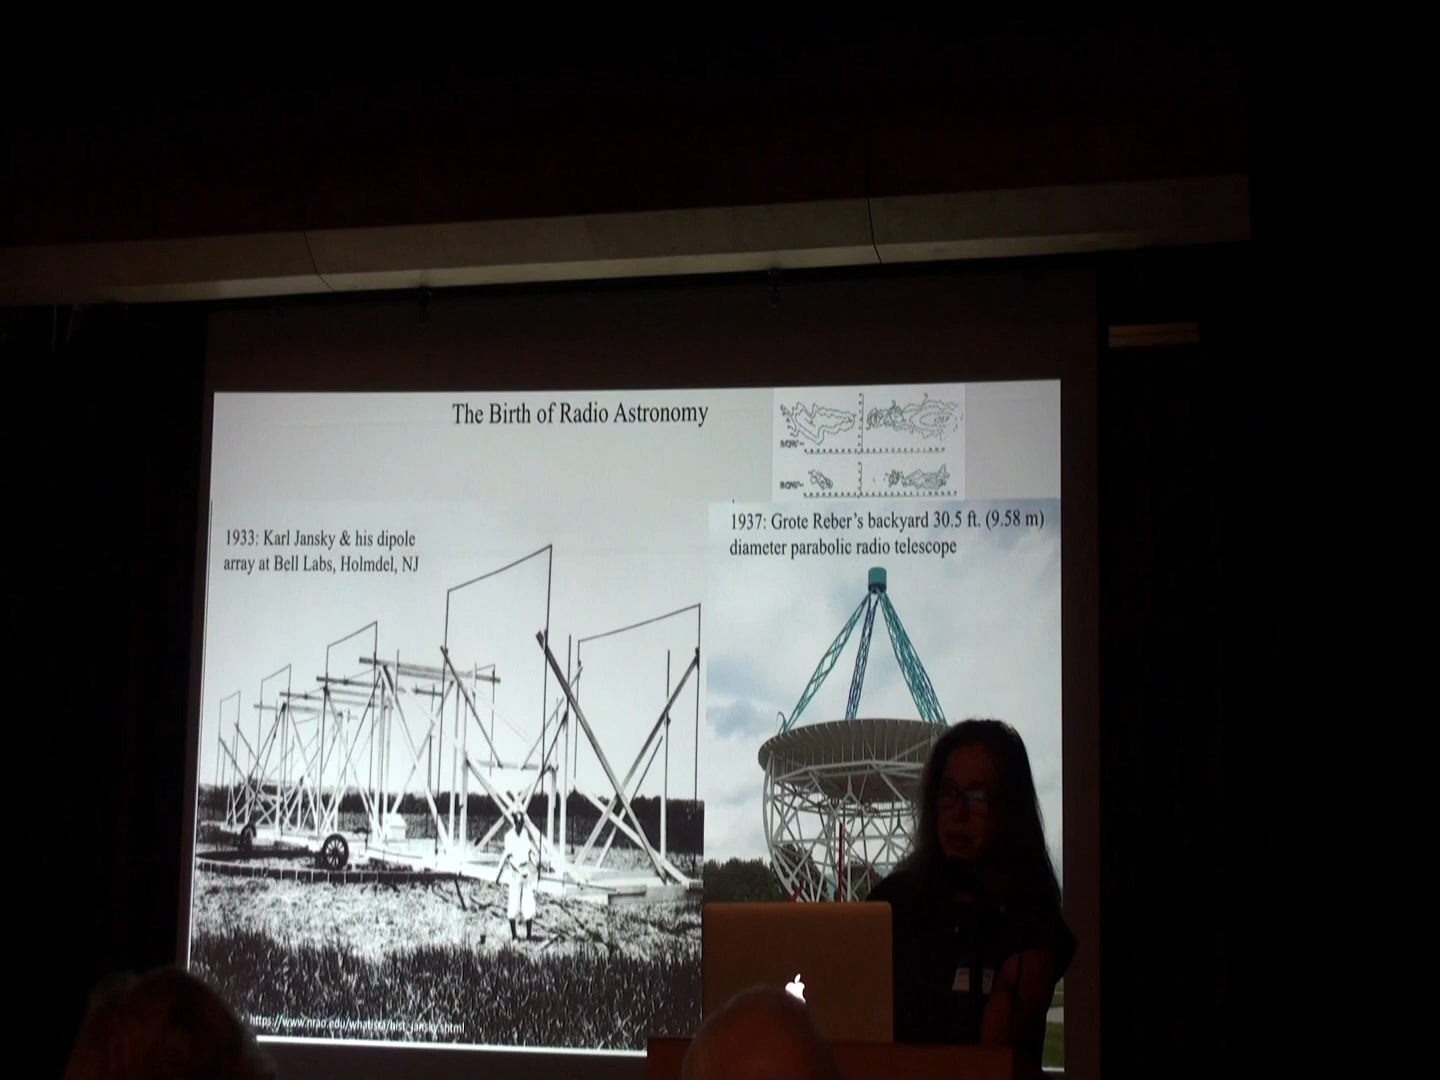 The Birth of Radio Astronomy
1933: Karl Jansky & his dipole
array at Bell Labs, Holmdel, NJ
1937: Grote Reber's backyard 30.5 ft. (9.58 m)
diameter parabolic radio telescope
https://www.nrao.edu/whatisra/hist_jansky.shtml